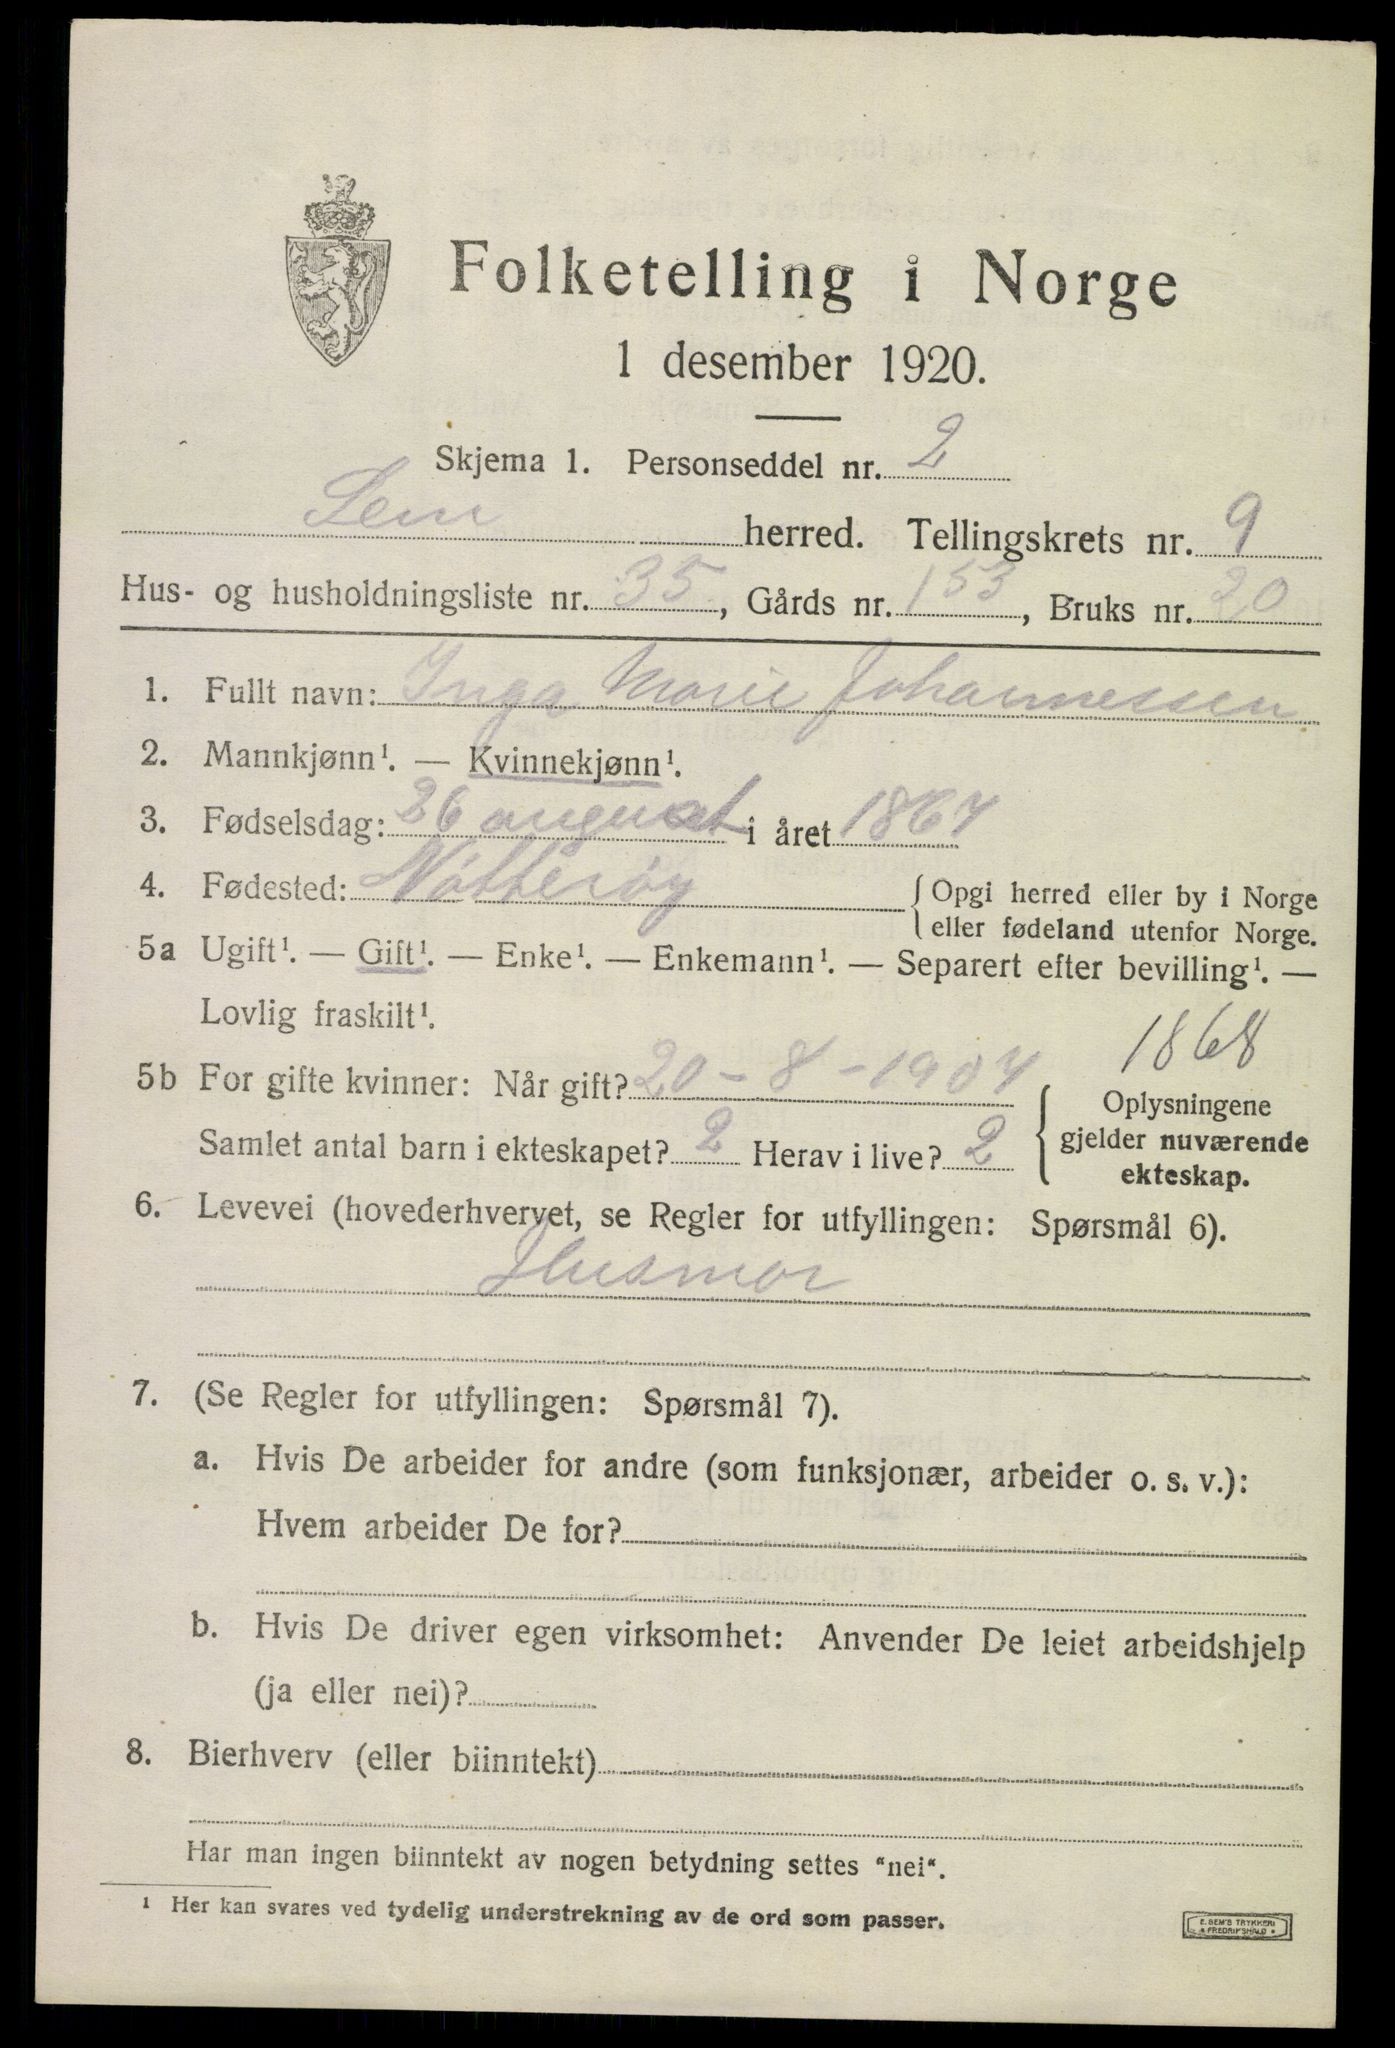 Folketelling i Norge
1 desember 1920.
Skjema 1. Personseddel nr. 2
Sem herred. Tellingskrets nr. 9
Hus- og husholdningsliste nr. 35, Gårds nr. 153, Bruks nr. 20
1. Fullt navn: Inga Marie Johannessen
2. Mannkjønn¹. — Kvinnekjønn¹.
3. Fødselsdag: 26 august i året 1867
4. Fødested: Nötteröy { Opgi herred eller by i Norge
eller fødeland utenfor Norge.
5a Ugift¹. — Gift¹. — Enke¹. — Enkemann¹. — Separert efter bevilling¹. —
Lovlig fraskilt¹.
1868
5b For gifte kvinner: Når gift? 20-8-1907
Samlet antal barn i ekteskapet? 2 Herav i live? 2
{ Oplysningene
gjelder nuværende
ekteskap.
6. Levevei (hovederhvervet, se Regler for utfyllingen: Spørsmål 6).
Husmor
7. (Se Regler for utfyllingen: Spørsmål 7).
a. Hvis De arbeider for andre (som funksjonær, arbeider o. s. v.):
Hvem arbeider De for?
b. Hvis De driver egen virksomhet: Anvender De leiet arbeidshjelp
(ja eller nei)?
8. Bierhverv (eller biinntekt)
Har man ingen biinntekt av nogen betydning settes "nei".
¹ Her kan svares ved tydelig understrekning av de ord som passer.
E. SEM'S TRYKKERI
FREDRIKSHALD